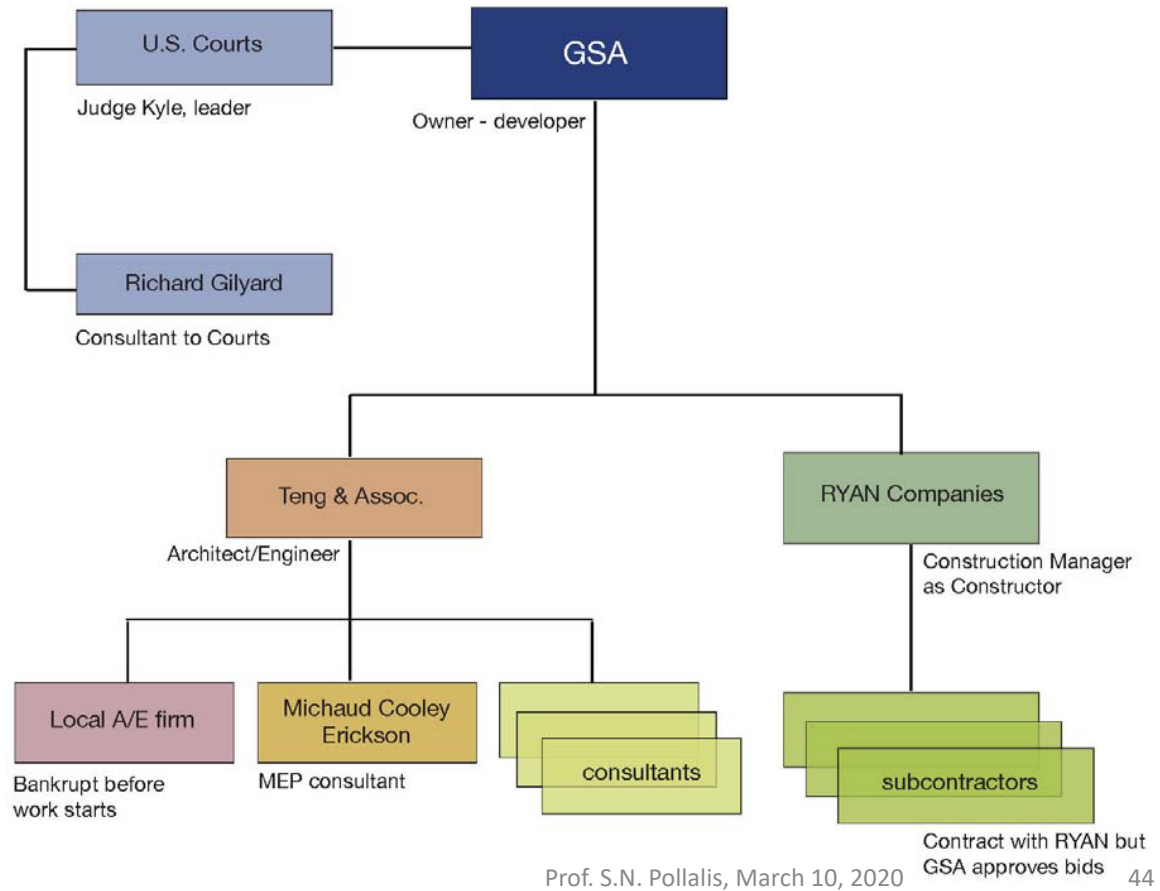 U.S. Courts
GSA
Judge Kyle, leader
Owner - developer
Richard Gilyard
Consultant to Courts
Teng & Assoc.
RYAN Companies
Architect/Engineer
Construction Manager
as Constructor
Local A/E firm
Michaud Cooley
Erickson
consultants
subcontractors
Bankrupt before
work starts
MEP consultant
Contract with RYAN but
GSA approves bids
Prof. S.N. Pollalis, March 10, 2020
44